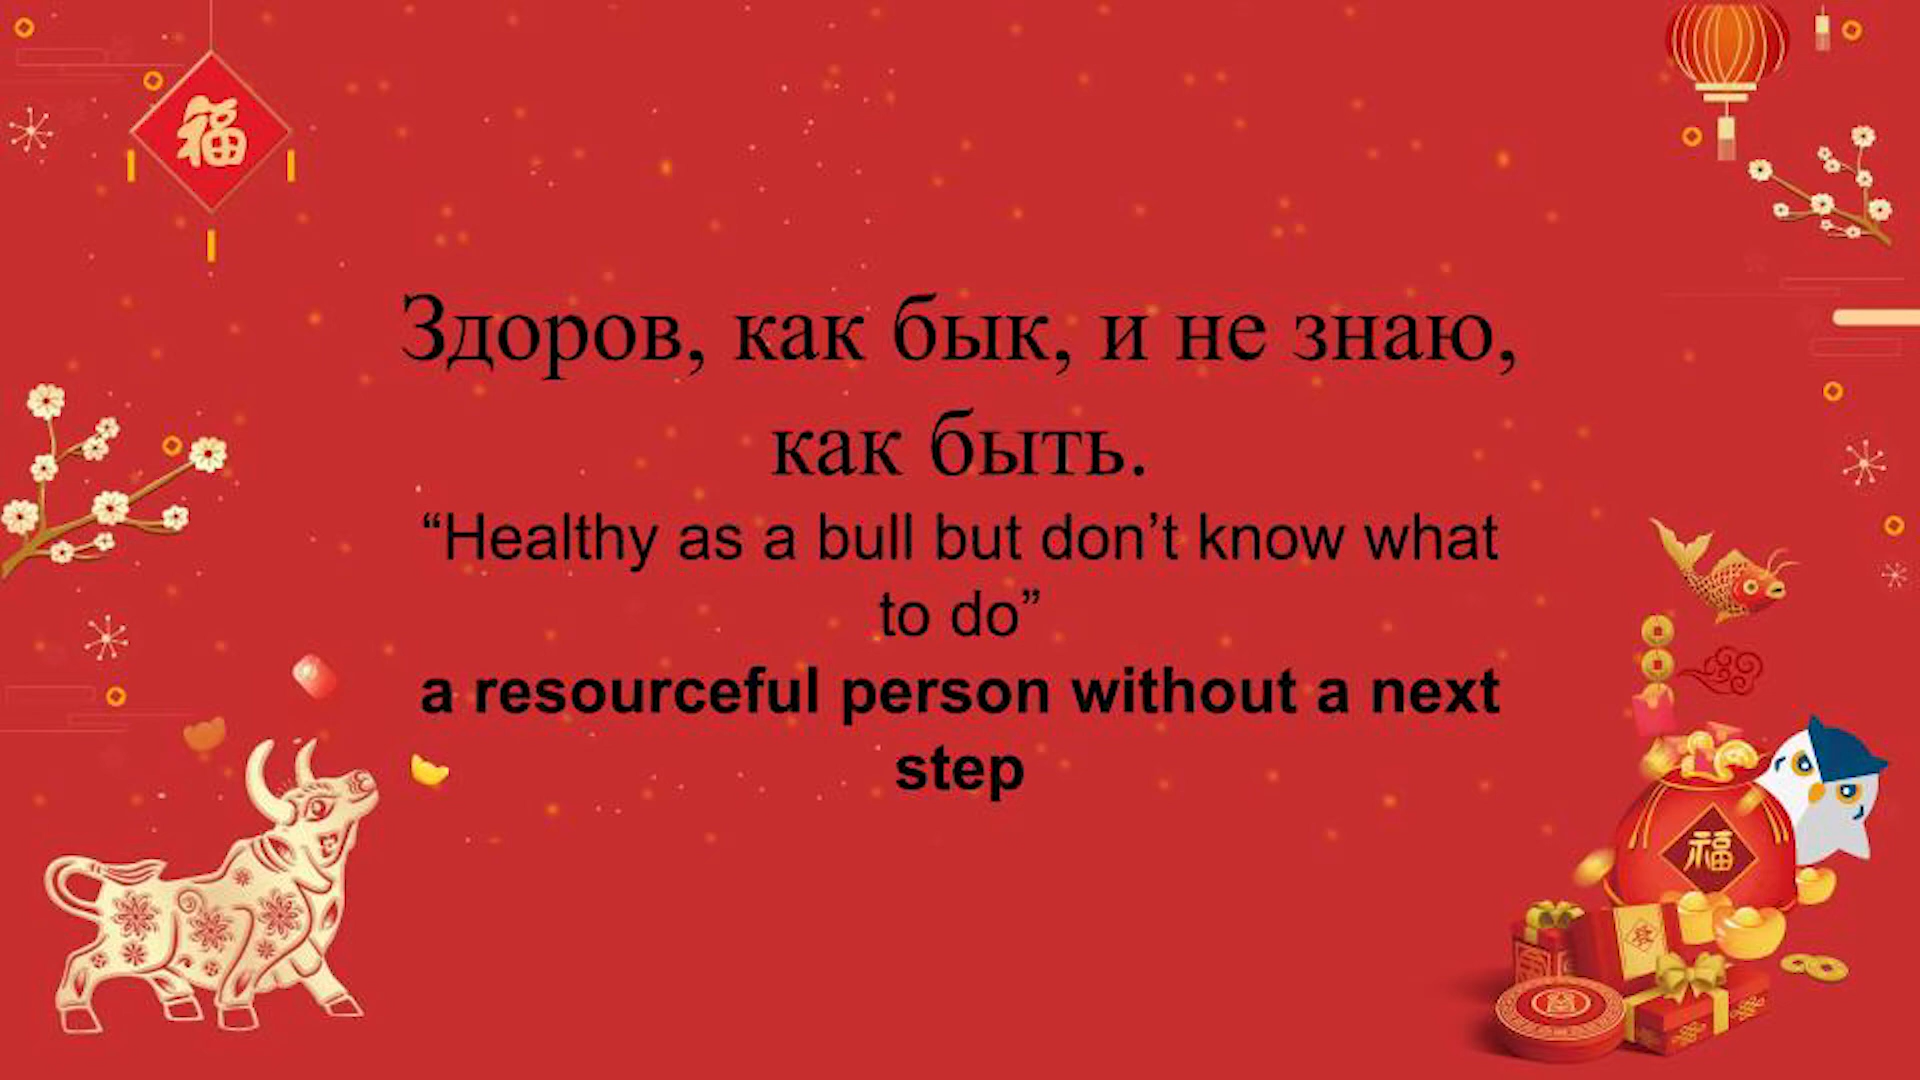 福
Здоров, как бык, и не знаю,
как быть.
“Healthy as a bull but don’t know what
to do”
a resourceful person without a next
step
福